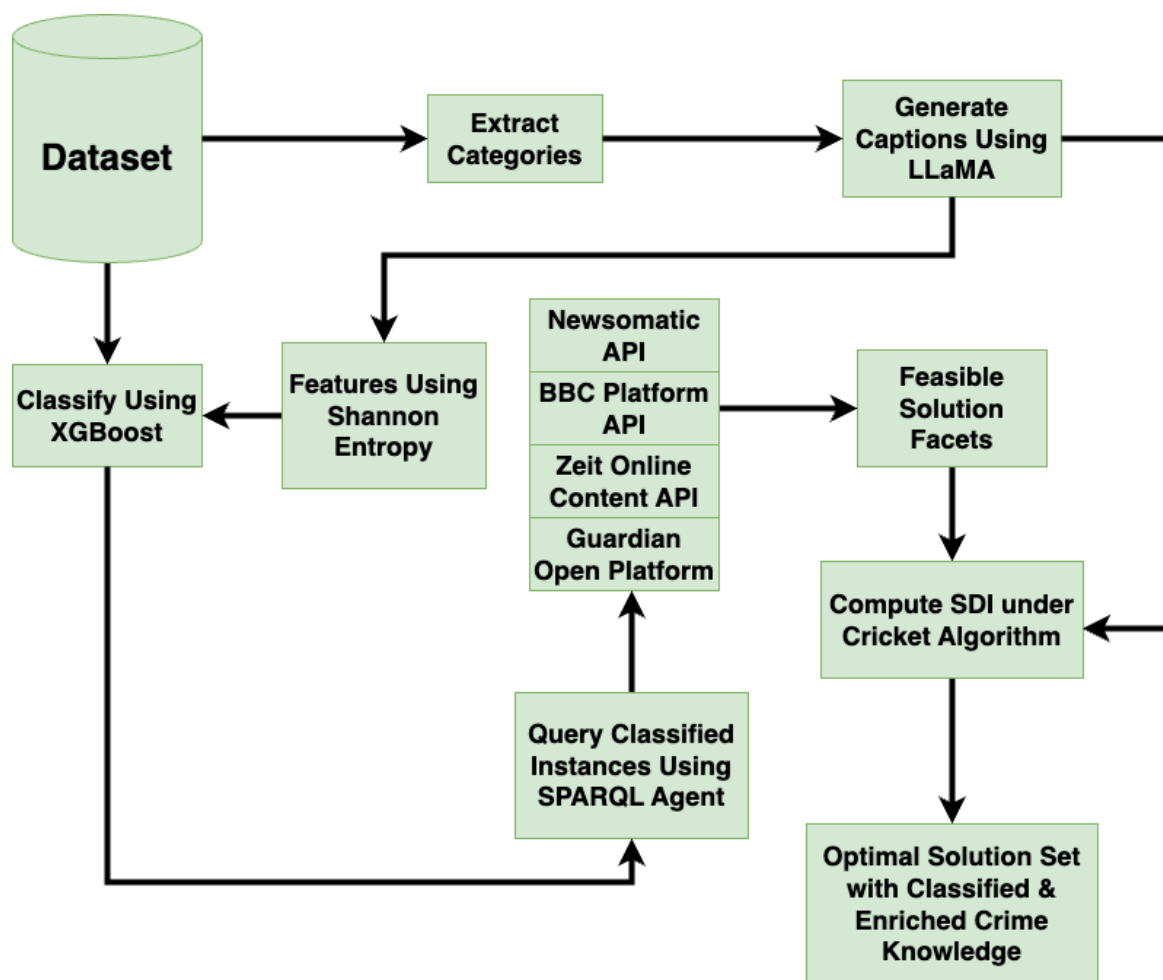 Dataset
Extract
Categories
Generate
Captions Using
LLaMA
Newsomatic
API
BBC Platform
API
Zeit Online
Content API
Guardian
Open Platform
Classify Using
XGBoost
Features Using
Shannon
Entropy
Feasible
Solution
Facets
Compute SDI under
Cricket Algorithm
Query Classified
Instances Using
SPARQL Agent
Optimal Solution Set
with Classified &
Enriched Crime
Knowledge